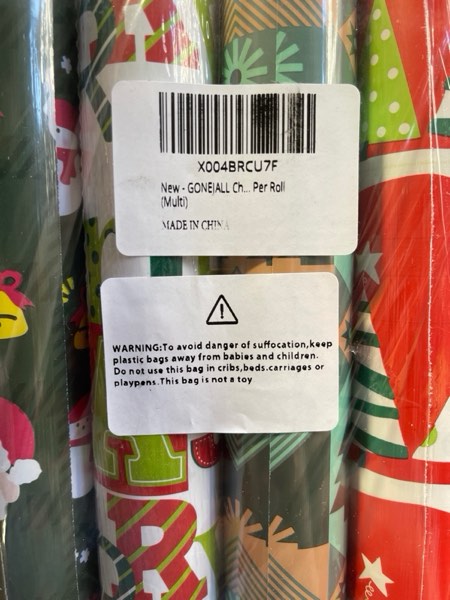 X004BRCU7F
New - GONEJALL Ch... Per Roll
(Multi)
MADE IN CHINA
WARNING:To avoid danger of suffocation,keep
plastic bags away from babies and children.
Do not use this bag in cribs,beds.carriages or
playpens.This bag is not a toy